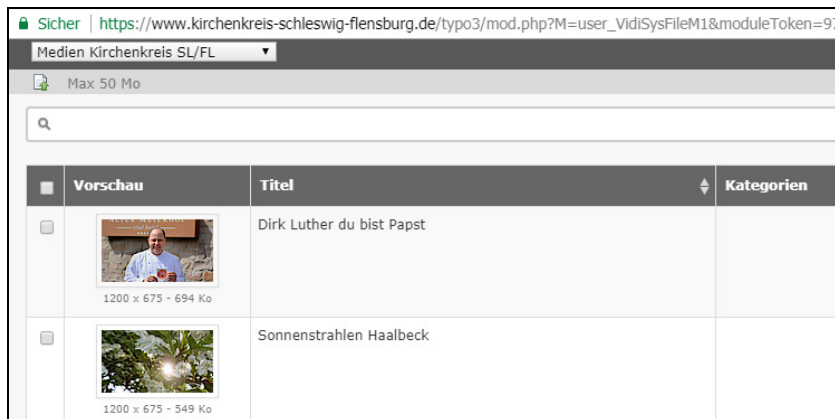 Sicher | https://www.kirchenkreis-schleswig-flensburg.de/typo3/mod.php?M=user_VidiSysFileM1&moduleToken=97
Medien Kirchenkreis SL/FL
Max 50 Mo
Vorschau Titel Kategorien
Dirk Luther du bist Papst
1200 x 675 - 694 Ko
Sonnenstrahlen Haalbeck
1200 x 675 - 549 Ko